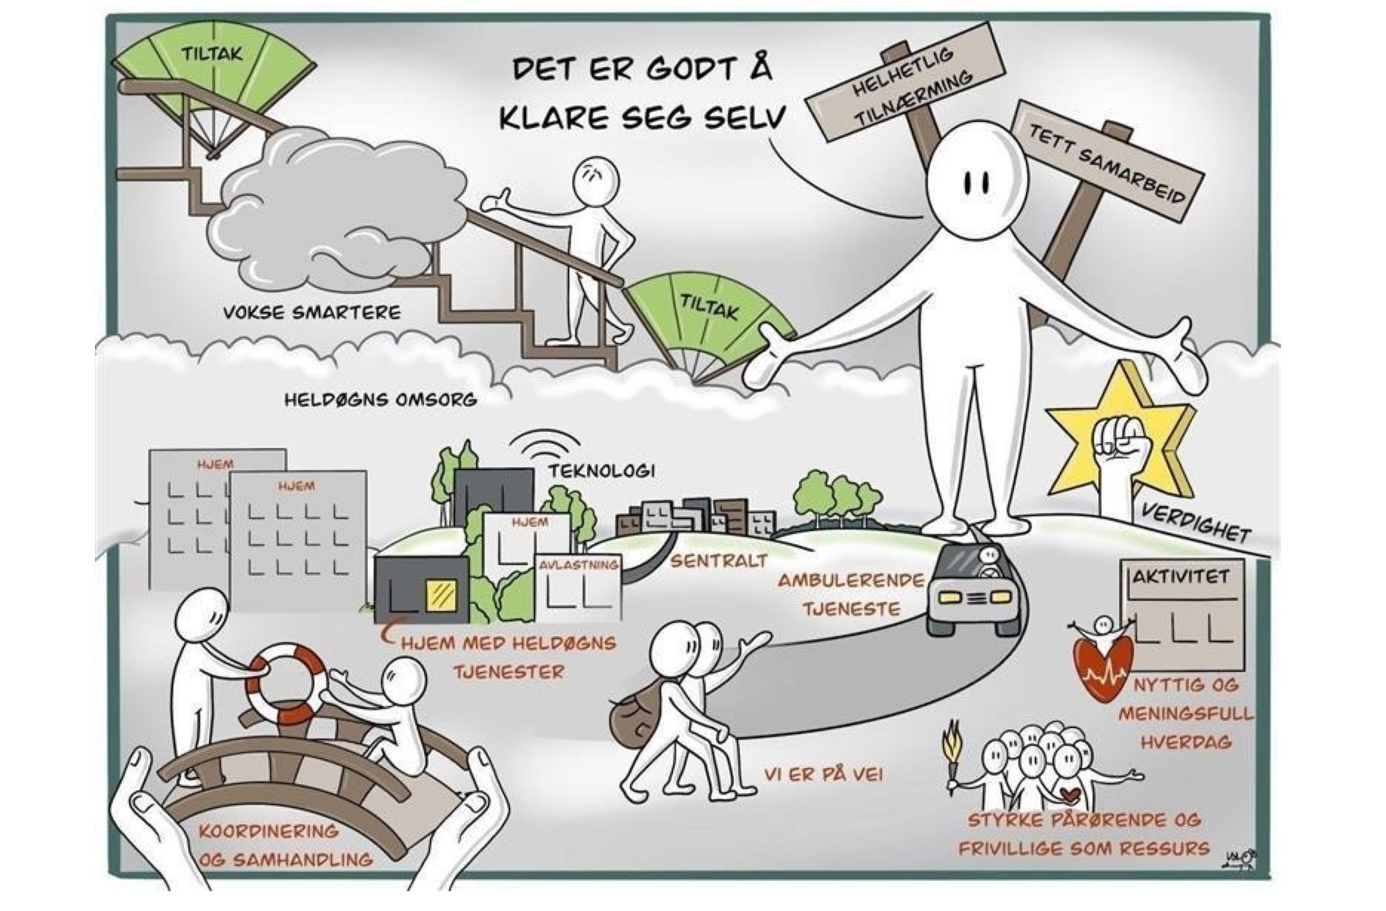 TILTAK
DET ER GODT Å
KLARE SEG SELV
HELHETLIG
TILNÆRMING
TETT SAMARBEID
VOKSE SMARTERE
TILTAK
HELDØGNS OMSORG
HJEM
HJEM
TEKNOLOGI
HJEM
AVLASTNING
SENTRALT
AMBULERENDE
TJENESTE
VERDIGHET
AKTIVITET
HJEM MED HELDØGNS
TJENESTER
NYTTIG OG
MENINGSFULL
HVERDAG
VI ER PÅ VEI
KOORDINERING
OG SAMHANDLING
STYRKE PÅRØRENDE OG
FRIVILLIGE SOM RESSURS